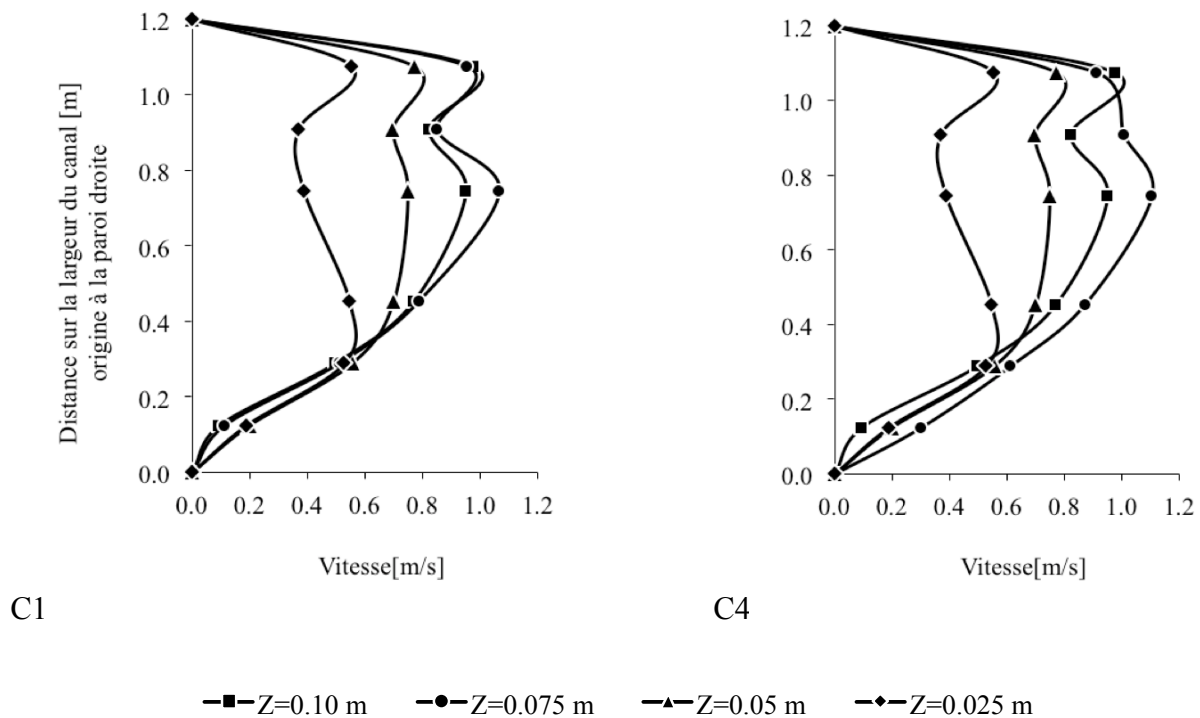 Distance sur la largeur du canal [m]
origine à la paroi droite
1.2
1.0
0.8
0.6
0.4
0.2
0.0
0.0 0.2 0.4 0.6 0.8 1.0 1.2
Vitesse[m/s]
C1
1.2
1.0
0.8
0.6
0.4
0.2
0.0
0.0 0.2 0.4 0.6 0.8 1.0 1.2
Vitesse[m/s]
C4
Z=0.10 m Z=0.075 m Z=0.05 m Z=0.025 m